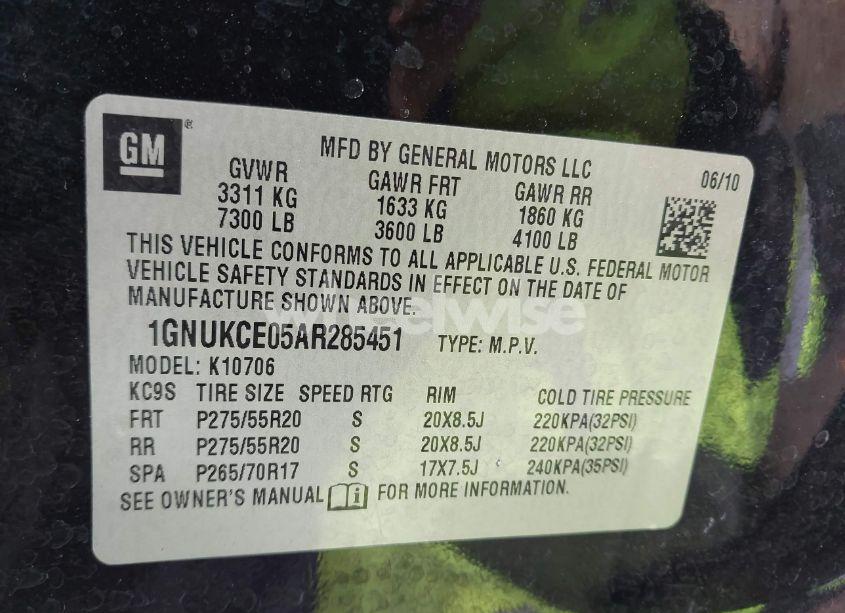 GM®
MFD BY GENERAL MOTORS LLC
06/10
GVWR GAWR FRT GAWR RR
3311 KG 1633 KG 1860 KG
7300 LB 3600 LB 4100 LB
THIS VEHICLE CONFORMS TO ALL APPLICABLE U.S. FEDERAL MOTOR
VEHICLE SAFETY STANDARDS IN EFFECT ON THE DATE OF
MANUFACTURE SHOWN ABOVE.
wheelwise
1GNUKCE05AR285451 TYPE: M.P.V.
MODEL: K10706
KC9S TIRE SIZE SPEED RTG RIM COLD TIRE PRESSURE
FRT P275/55R20 S 20X8.5J 220KPA(32PSI)
RR P275/55R20 S 20X8.5J 220KPA(32PSI)
SPA P265/70R17 S 17X7.5J 240KPA(35PSI)
SEE OWNER'S MANUAL i FOR MORE INFORMATION.